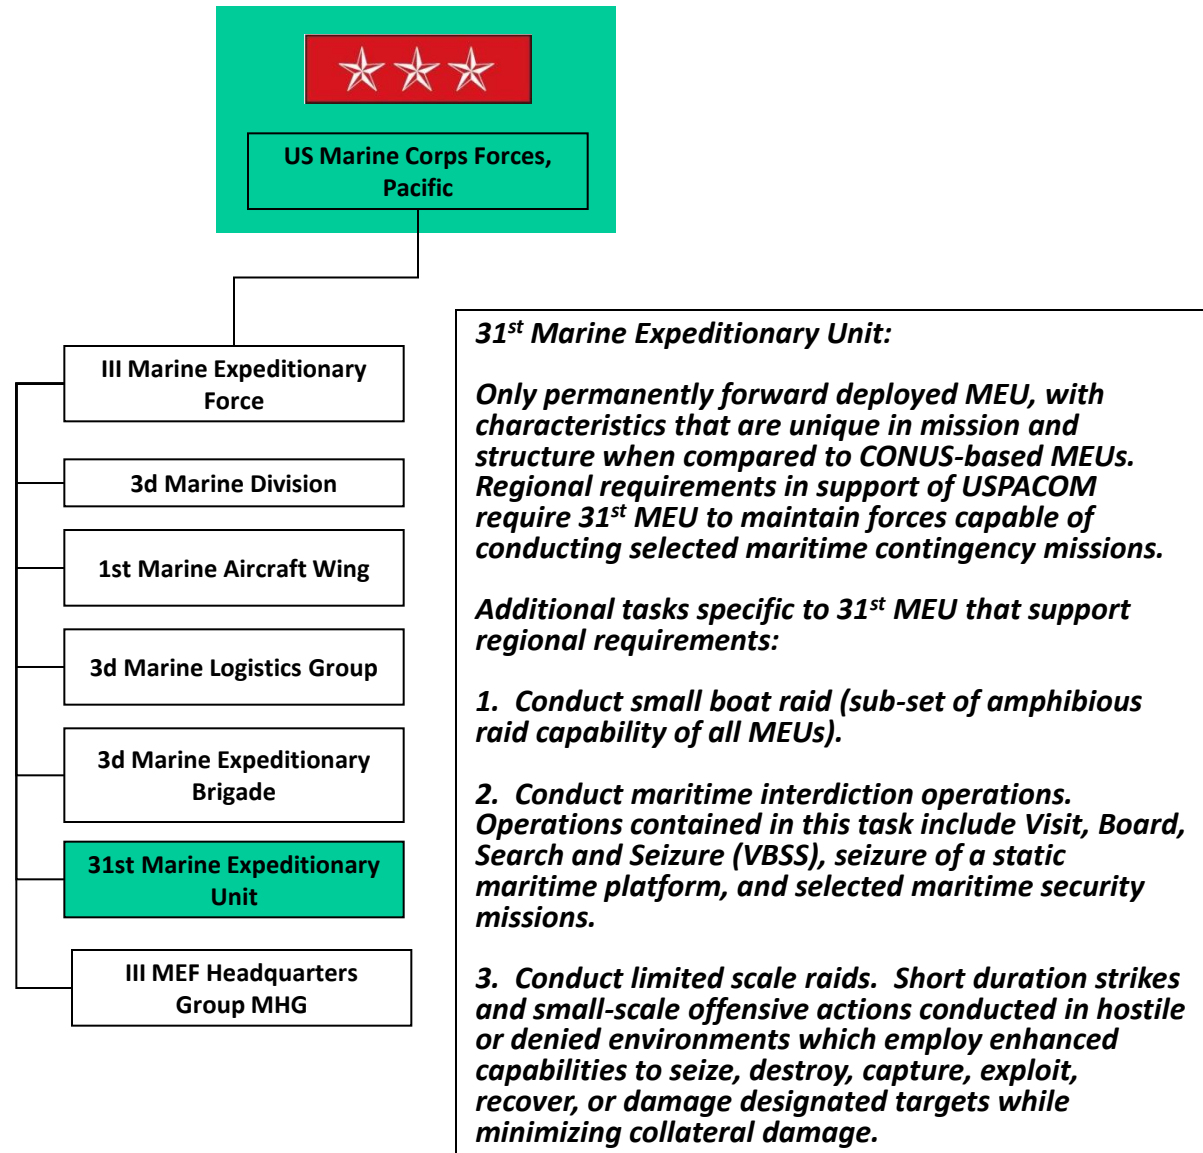 US Marine Corps Forces,
Pacific
III Marine Expeditionary
Force
3d Marine Division
1st Marine Aircraft Wing
3d Marine Logistics Group
3d Marine Expeditionary
Brigade
31st Marine Expeditionary
Unit
III MEF Headquarters
Group MHG
31st Marine Expeditionary Unit:
Only permanently forward deployed MEU, with
characteristics that are unique in mission and
structure when compared to CONUS-based MEUs.
Regional requirements in support of USPACOM
require 31st MEU to maintain forces capable of
conducting selected maritime contingency missions.
Additional tasks specific to 31st MEU that support
regional requirements:
1. Conduct small boat raid (sub-set of amphibious
raid capability of all MEUs).
2. Conduct maritime interdiction operations.
Operations contained in this task include Visit, Board,
Search and Seizure (VBSS), seizure of a static
maritime platform, and selected maritime security
missions.
3. Conduct limited scale raids. Short duration strikes
and small-scale offensive actions conducted in hostile
or denied environments which employ enhanced
capabilities to seize, destroy, capture, exploit,
recover, or damage designated targets while
minimizing collateral damage.